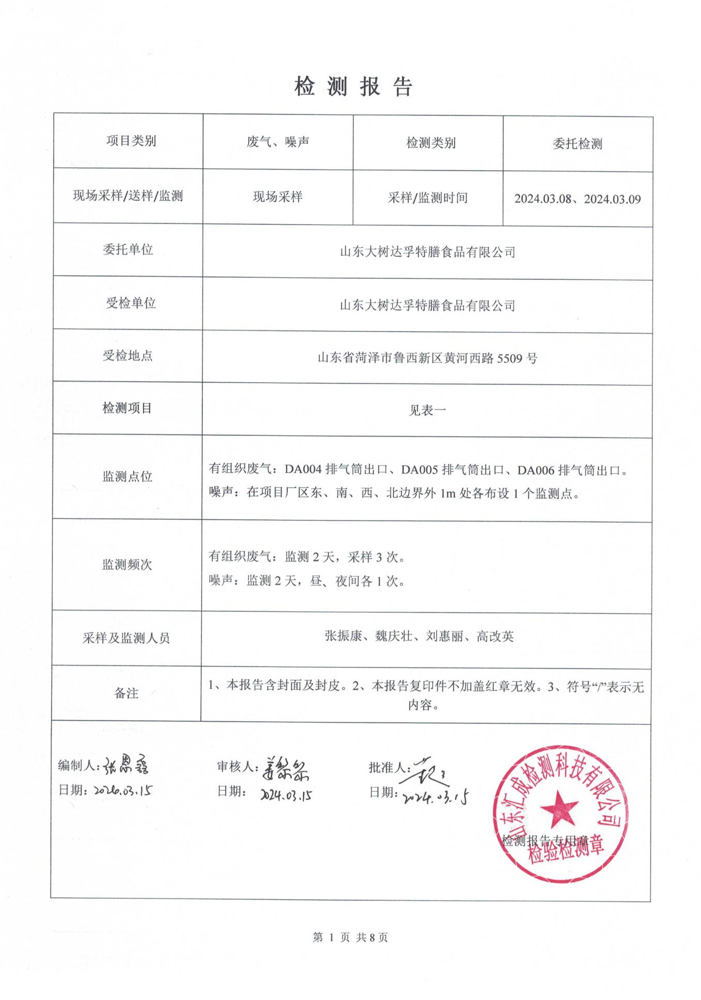 检测报告
项目类别 废气、噪声 检测类别 委托检测
现场采样/送样/监测 现场采样 采样/监测时间 2024.03.08、2024.03.09
委托单位 山东大树达孚特膳食品有限公司
受检单位 山东大树达孚特膳食品有限公司
受检地点 山东省菏泽市鲁西新区黄河西路 5509 号
检测项目 见表一
监测点位
有组织废气：DA004 排气筒出口、DA005 排气筒出口、DA006 排气筒出口。
噪声：在项目厂区东、南、西、北边界外 1m 处各布设 1 个监测点。
监测频次
有组织废气：监测 2 天，采样 3 次。
噪声：监测 2 天，昼、夜间各 1 次。
采样及监测人员 张振康、魏庆壮、刘惠丽、高改英
备注
1、本报告含封面及封皮。2、本报告复印件不加盖红章无效。3、符号“/”表示无
内容。
编制人: 审核人: 批准人:
日期: 2024.03.15 日期: 2024.03.15 日期: 2024.03.15
山东汇成检测科技有限公司
检测报告专用章
检验检测章
第 1 页 共 8 页